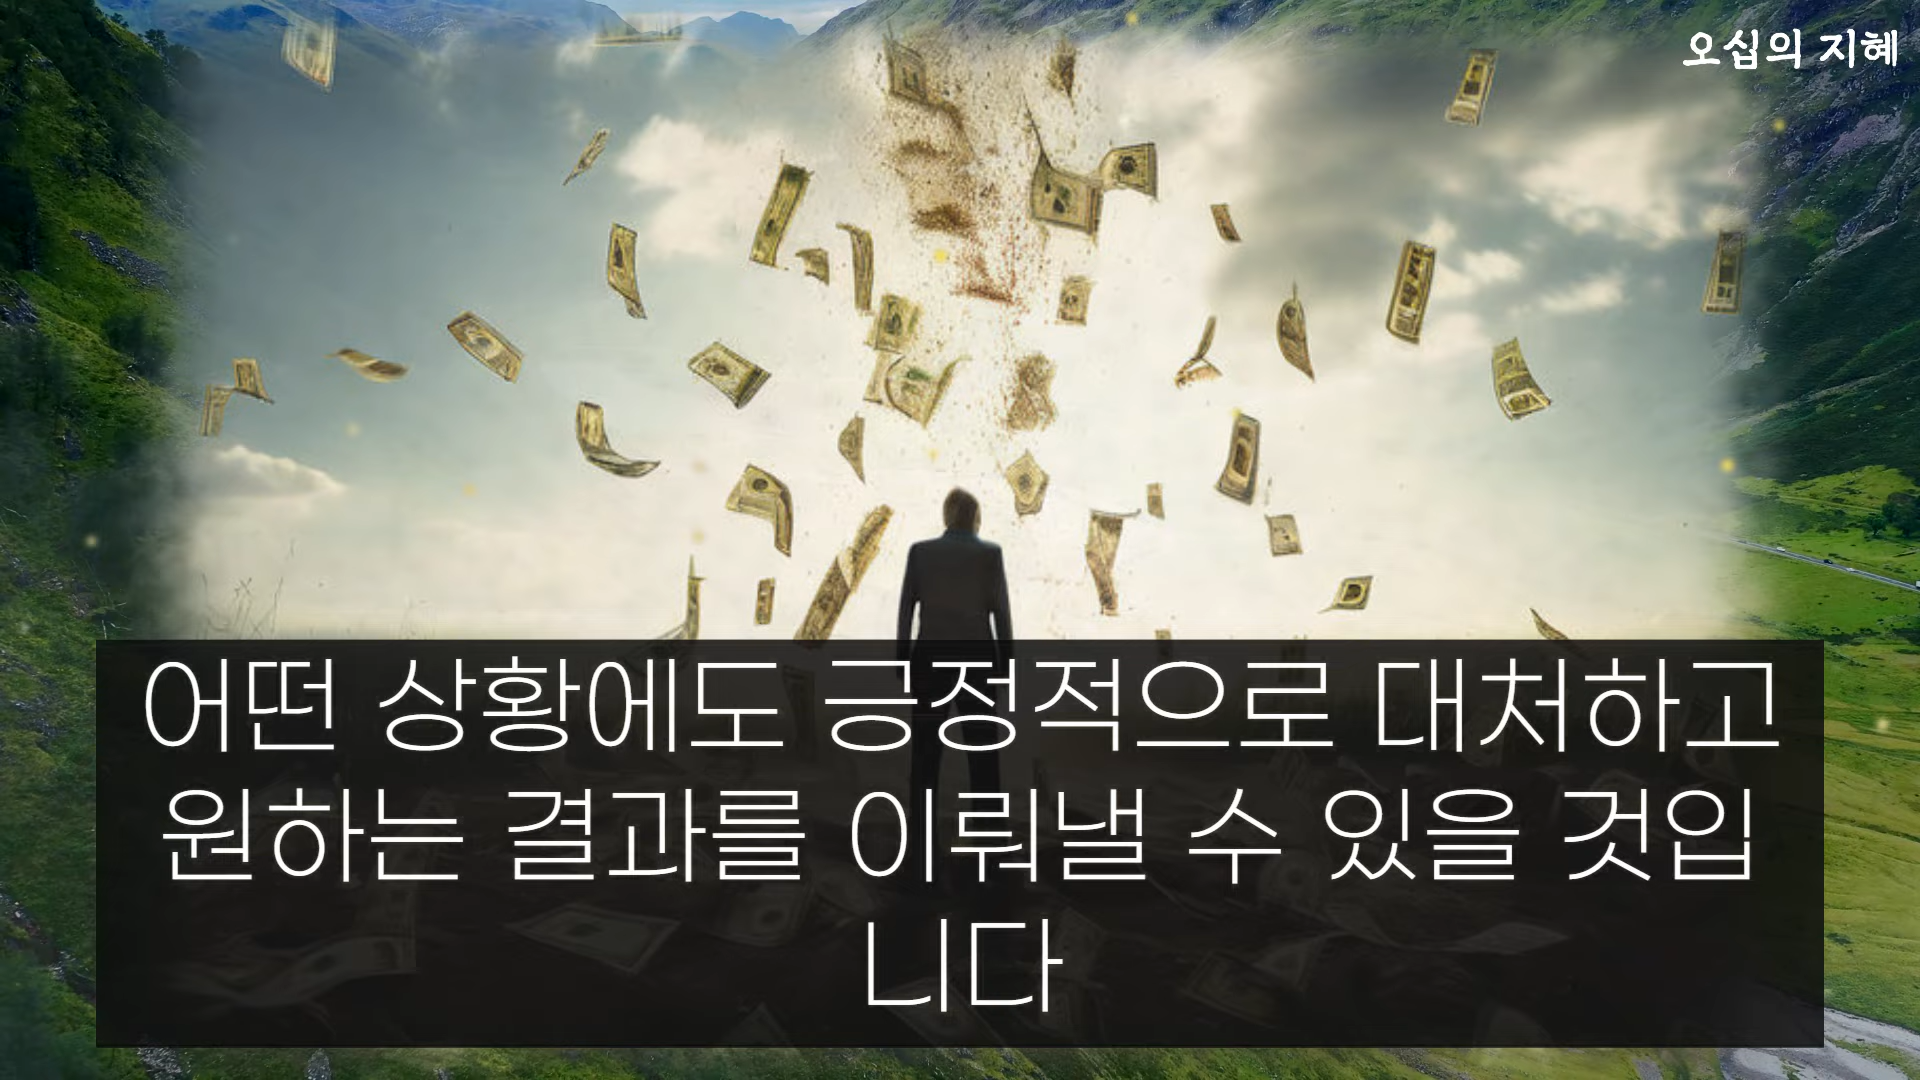 오십의 지혜
어떤 상황에도 긍정적으로 대처하고
원하는 결과를 이뤄낼 수 있을 것입
니다